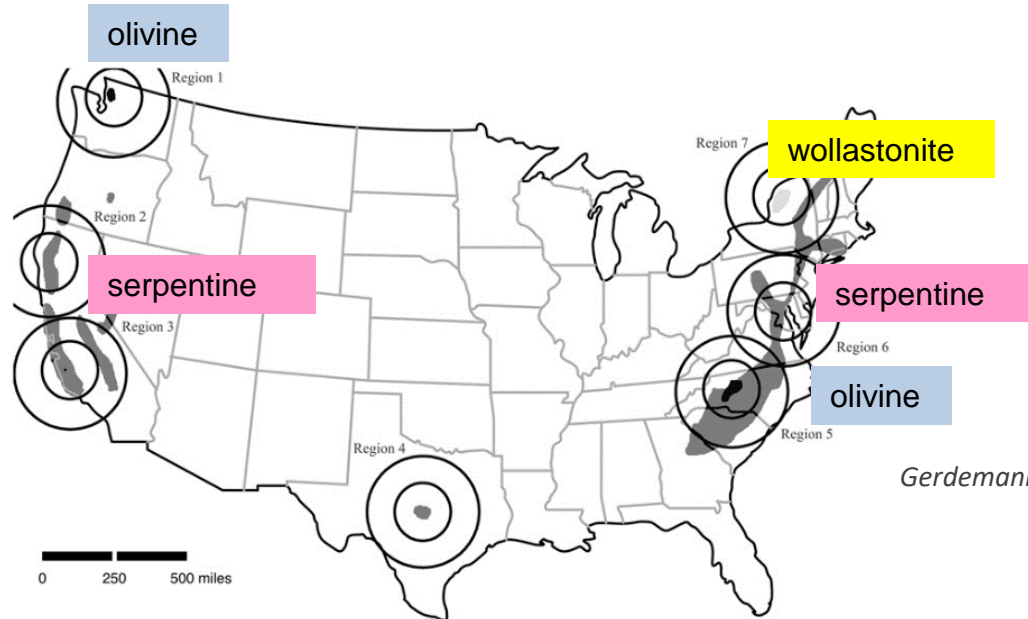 olivine
Region 1
Region 7
wollastonite
Region 2
serpentine
serpentine
Region 3
Region 6
olivine
Region 4
Region 5
Gerdemann
0 250 500 miles